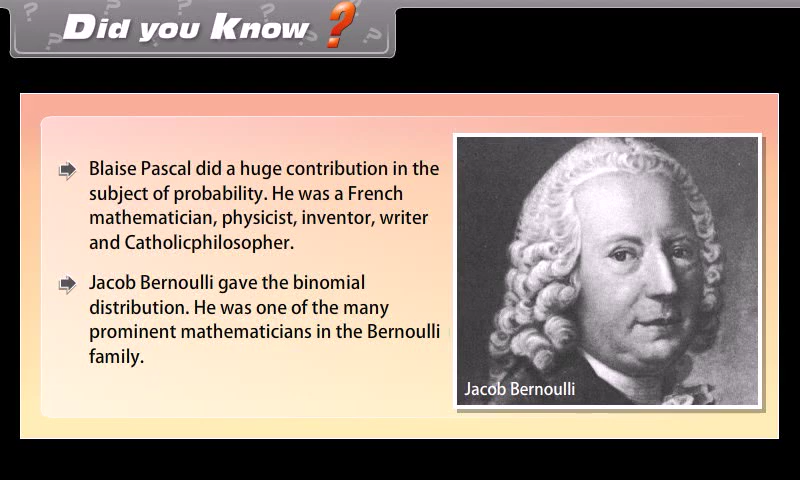 Did you Know ?
Blaise Pascal did a huge contribution in the
subject of probability. He was a French
mathematician, physicist, inventor, writer
and Catholicphilosopher.
Jacob Bernoulli gave the binomial
distribution. He was one of the many
prominent mathematicians in the Bernoulli
family.
Jacob Bernoulli